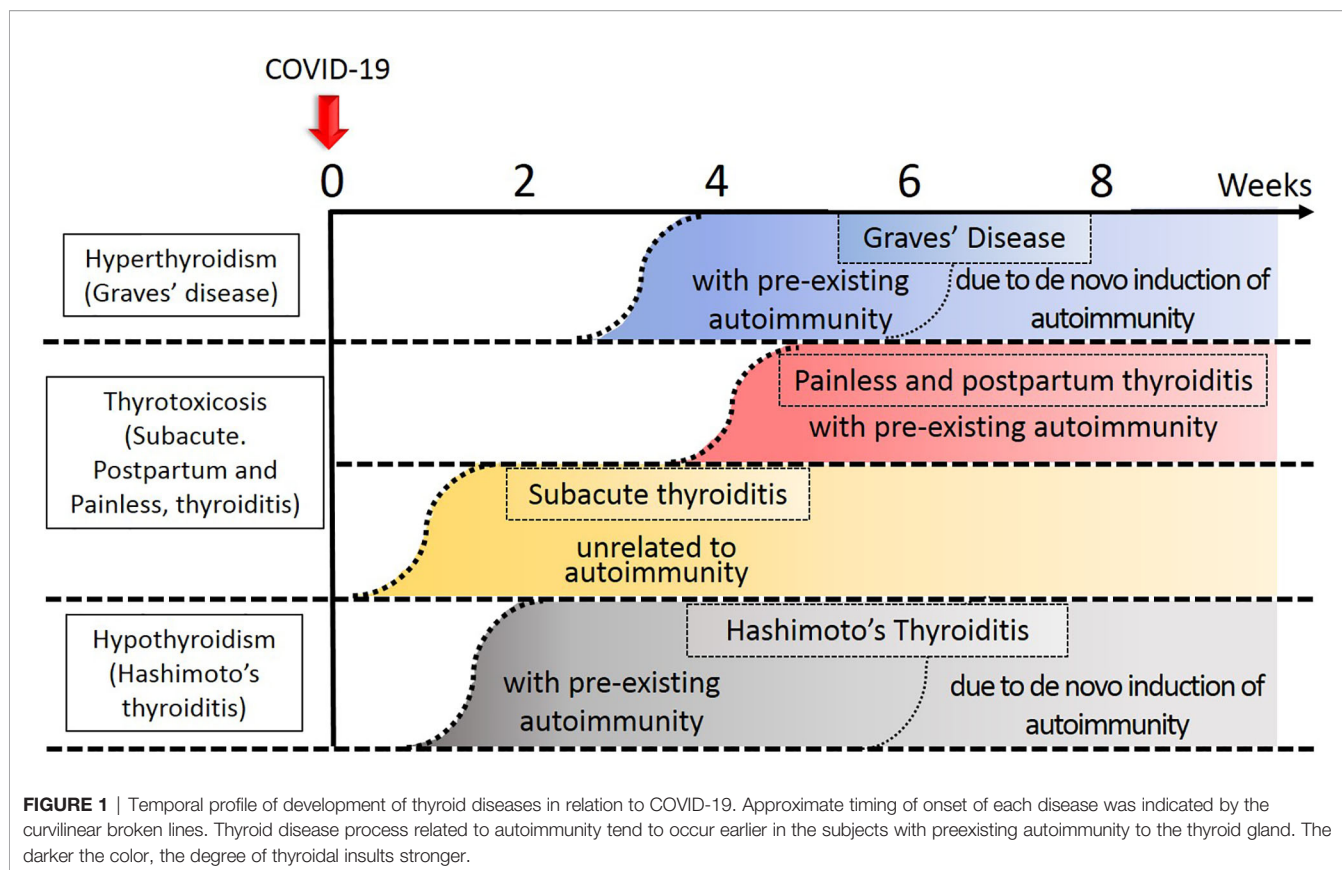 COVID-19
0 2 4 6 8 Weeks
Hyperthyroidism
(Graves’ disease)
Graves’ Disease
with pre-existing
autoimmunity
due to de novo induction of
autoimmunity
Thyrotoxicosis
(Subacute.
Postpartum and
Painless, thyroiditis)
Painless and postpartum thyroiditis
with pre-existing autoimmunity
Subacute thyroiditis
unrelated to
autoimmunity
Hypothyroidism
(Hashimoto’s
thyroiditis)
Hashimoto’s Thyroiditis
with pre-existing
autoimmunity
due to de novo induction of
autoimmunity
FIGURE 1 | Temporal profile of development of thyroid diseases in relation to COVID-19. Approximate timing of onset of each disease was indicated by the
curvilinear broken lines. Thyroid disease process related to autoimmunity tend to occur earlier in the subjects with preexisting autoimmunity to the thyroid gland. The
darker the color, the degree of thyroidal insults stronger.